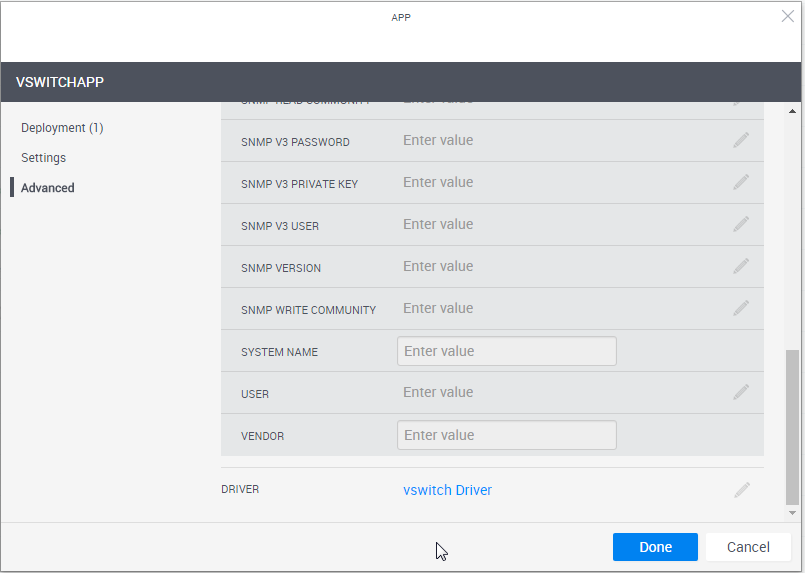 APP
VSWITCHAPP
Deployment (1)
Settings
Advanced
SNMP READ COMMUNITY Enter value
SNMP V3 PASSWORD Enter value
SNMP V3 PRIVATE KEY Enter value
SNMP V3 USER Enter value
SNMP VERSION Enter value
SNMP WRITE COMMUNITY Enter value
SYSTEM NAME Enter value
USER Enter value
VENDOR Enter value
DRIVER vswitch Driver
Done Cancel